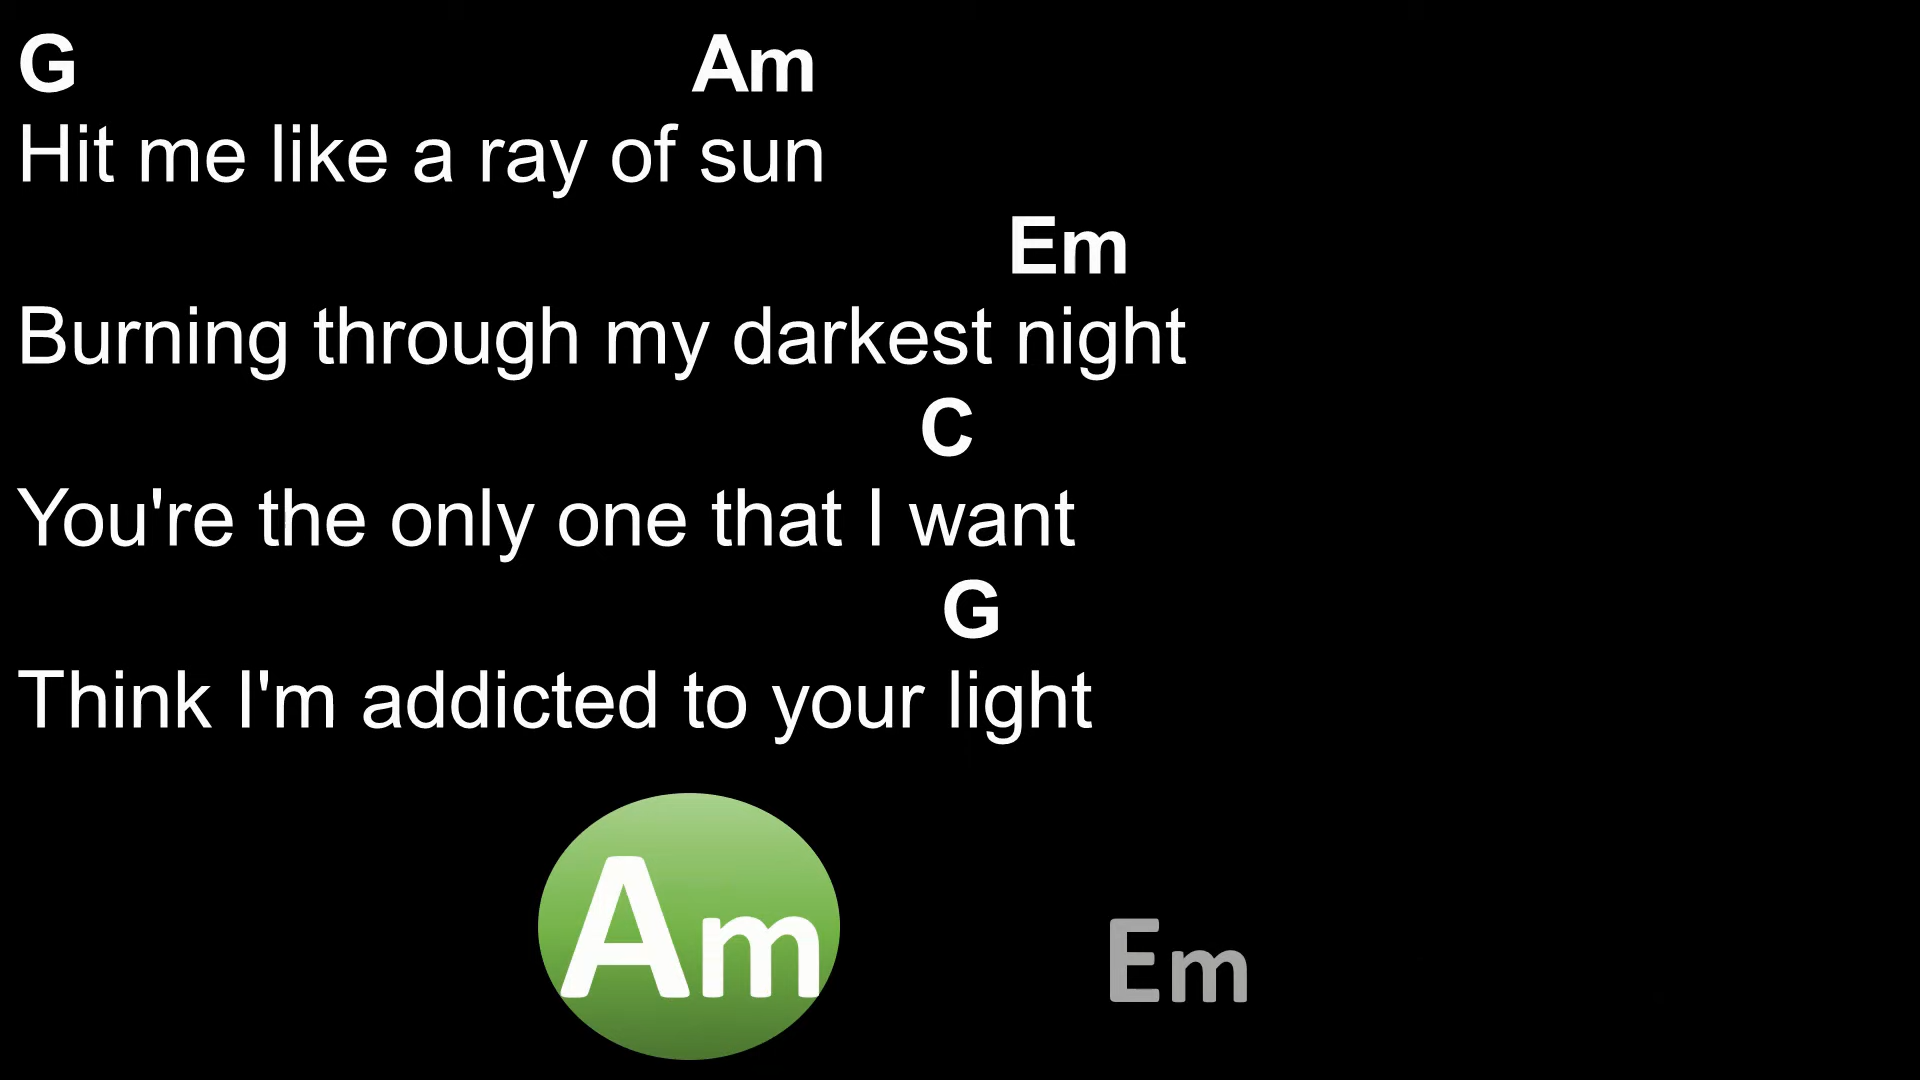 G Am
Hit me like a ray of sun
Em
Burning through my darkest night
C
You're the only one that I want
G
Think I'm addicted to your light
Am Em